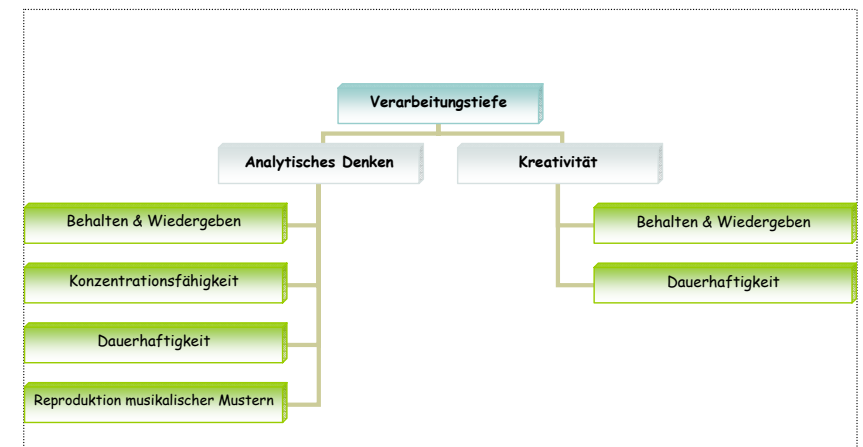 Verarbeitungstiefe
Analytisches Denken
Kreativität
Behalten & Wiedergeben
Behalten & Wiedergeben
Konzentrationsfähigkeit
Dauerhaftigkeit
Dauerhaftigkeit
Reproduktion musikalischer Mustern